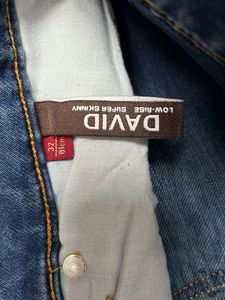 DAVID
LOW-RISE SUPER SKINNY
32
81cm